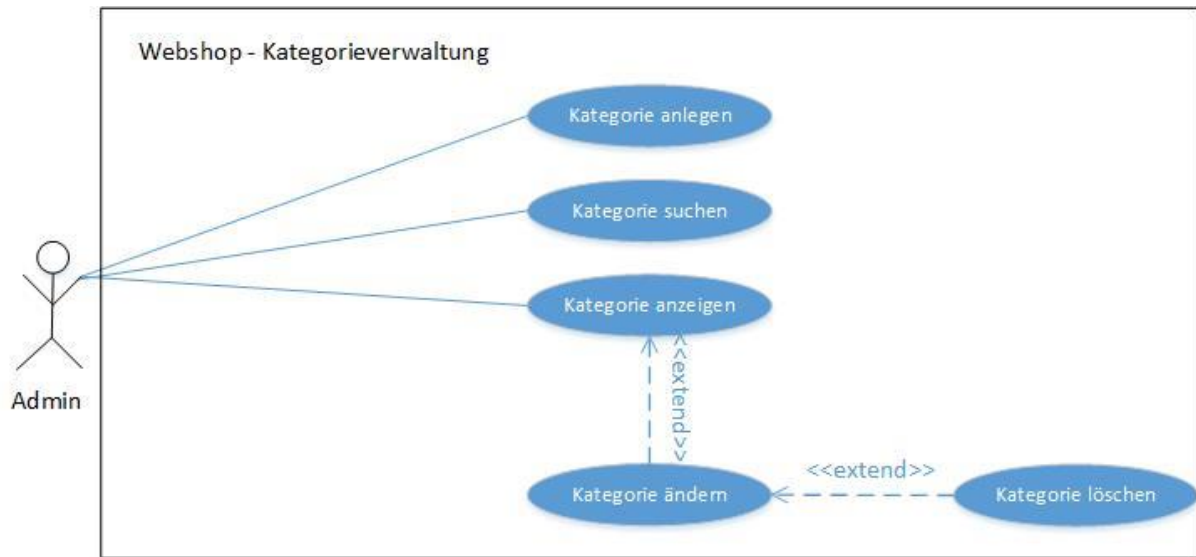 Webshop - Kategorieverwaltung
Kategorie anlegen
Kategorie suchen
Kategorie anzeigen
<<extend>>
Admin
Kategorie ändern
<<extend>>
Kategorie löschen